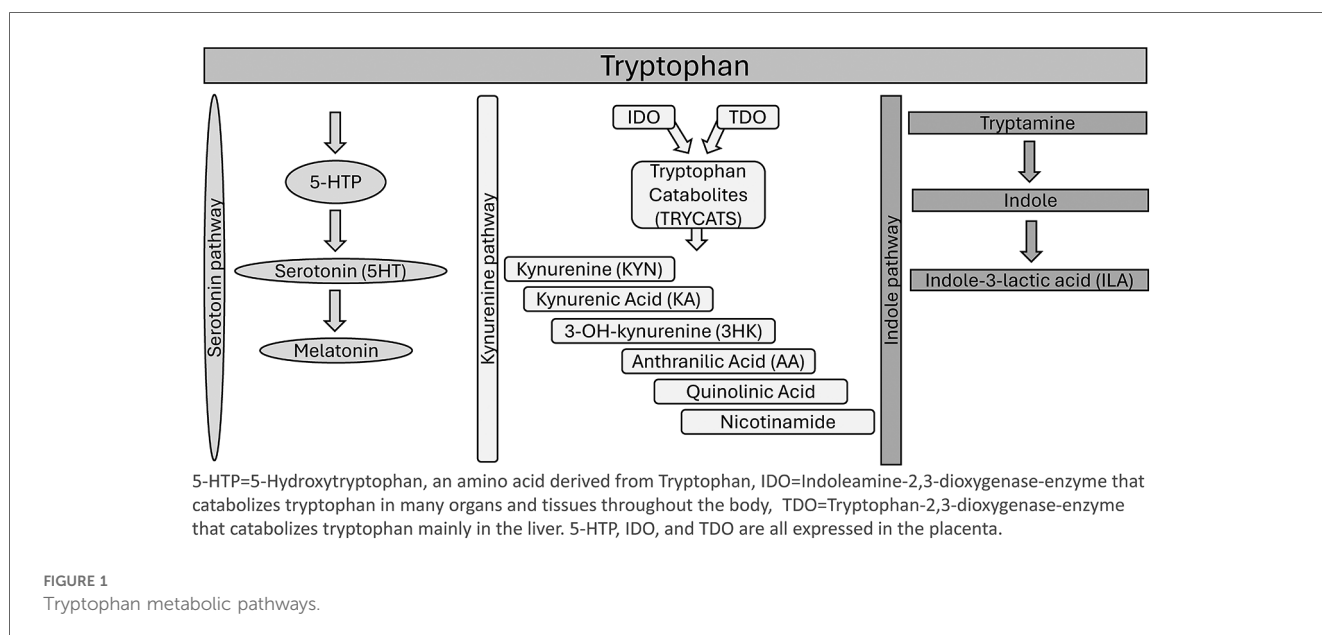 Tryptophan
Serotonin pathway
5-HTP
Serotonin (5HT)
Melatonin
Kynurenine pathway
IDO
TDO
Tryptophan
Catabolites
(TRYCATS)
Kynurenine (KYN)
Kynurenic Acid (KA)
3-OH-kynurenine (3HK)
Anthranilic Acid (AA)
Quinolinic Acid
Nicotinamide
Indole pathway
Tryptamine
Indole
Indole-3-lactic acid (ILA)
5-HTP=5-Hydroxytryptophan, an amino acid derived from Tryptophan, IDO=Indoleamine-2,3-dioxygenase-enzyme that
catabolizes tryptophan in many organs and tissues throughout the body, TDO=Tryptophan-2,3-dioxygenase-enzyme
that catabolizes tryptophan mainly in the liver. 5-HTP, IDO, and TDO are all expressed in the placenta.
FIGURE 1
Tryptophan metabolic pathways.